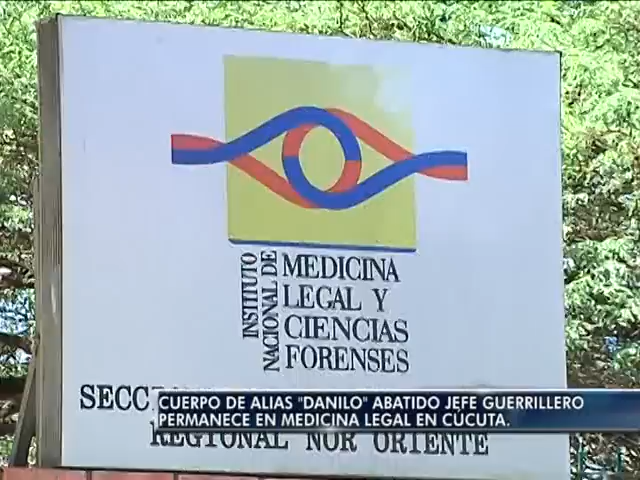 INSTITUTO
NACIONAL DE
MEDICINA
LEGAL Y
CIENCIAS
FORENSES
CUERPO DE ALIAS "DANILO" ABATIDO JEFE GUERRILLERO
PERMANECE EN MEDICINA LEGAL EN CÚCUTA.
REGIONAL NOR ORIENTE